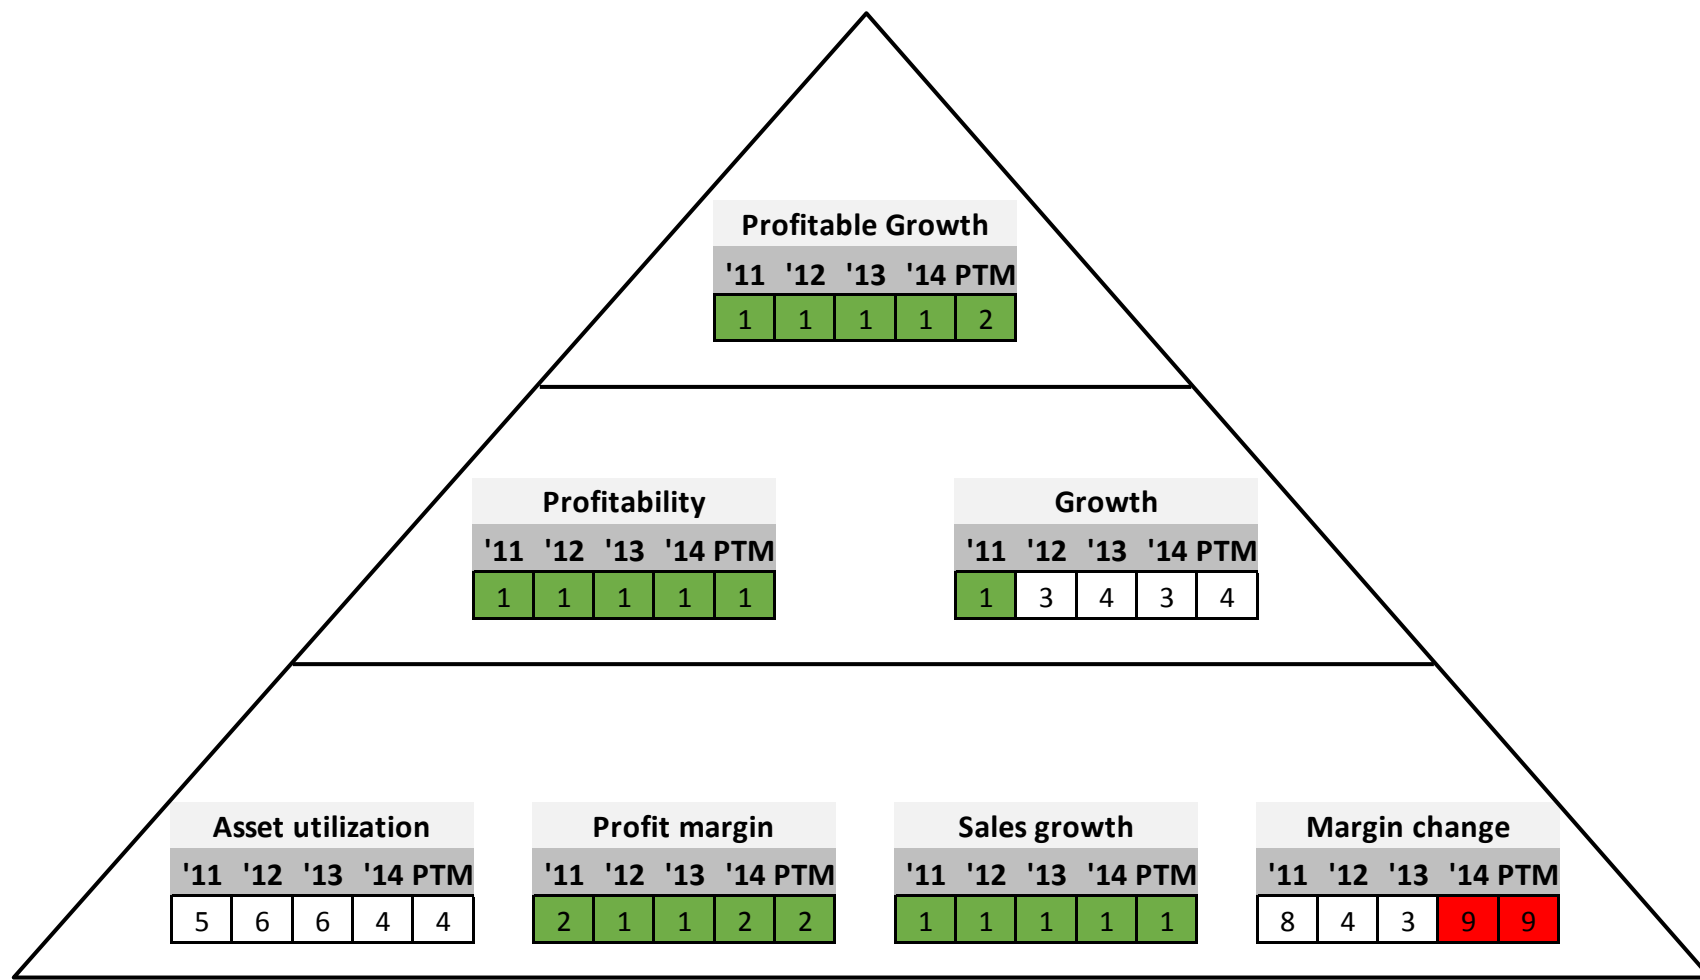 Profitable Growth
'11 '12 '13 '14 PTM
1 1 1 1 2
Profitability
'11 '12 '13 '14 PTM
1 1 1 1 1
Growth
'11 '12 '13 '14 PTM
1 3 4 3 4
Asset utilization
'11 '12 '13 '14 PTM
5 6 6 4 4
Profit margin
'11 '12 '13 '14 PTM
2 1 1 2 2
Sales growth
'11 '12 '13 '14 PTM
1 1 1 1 1
Margin change
'11 '12 '13 '14 PTM
8 4 3 9 9